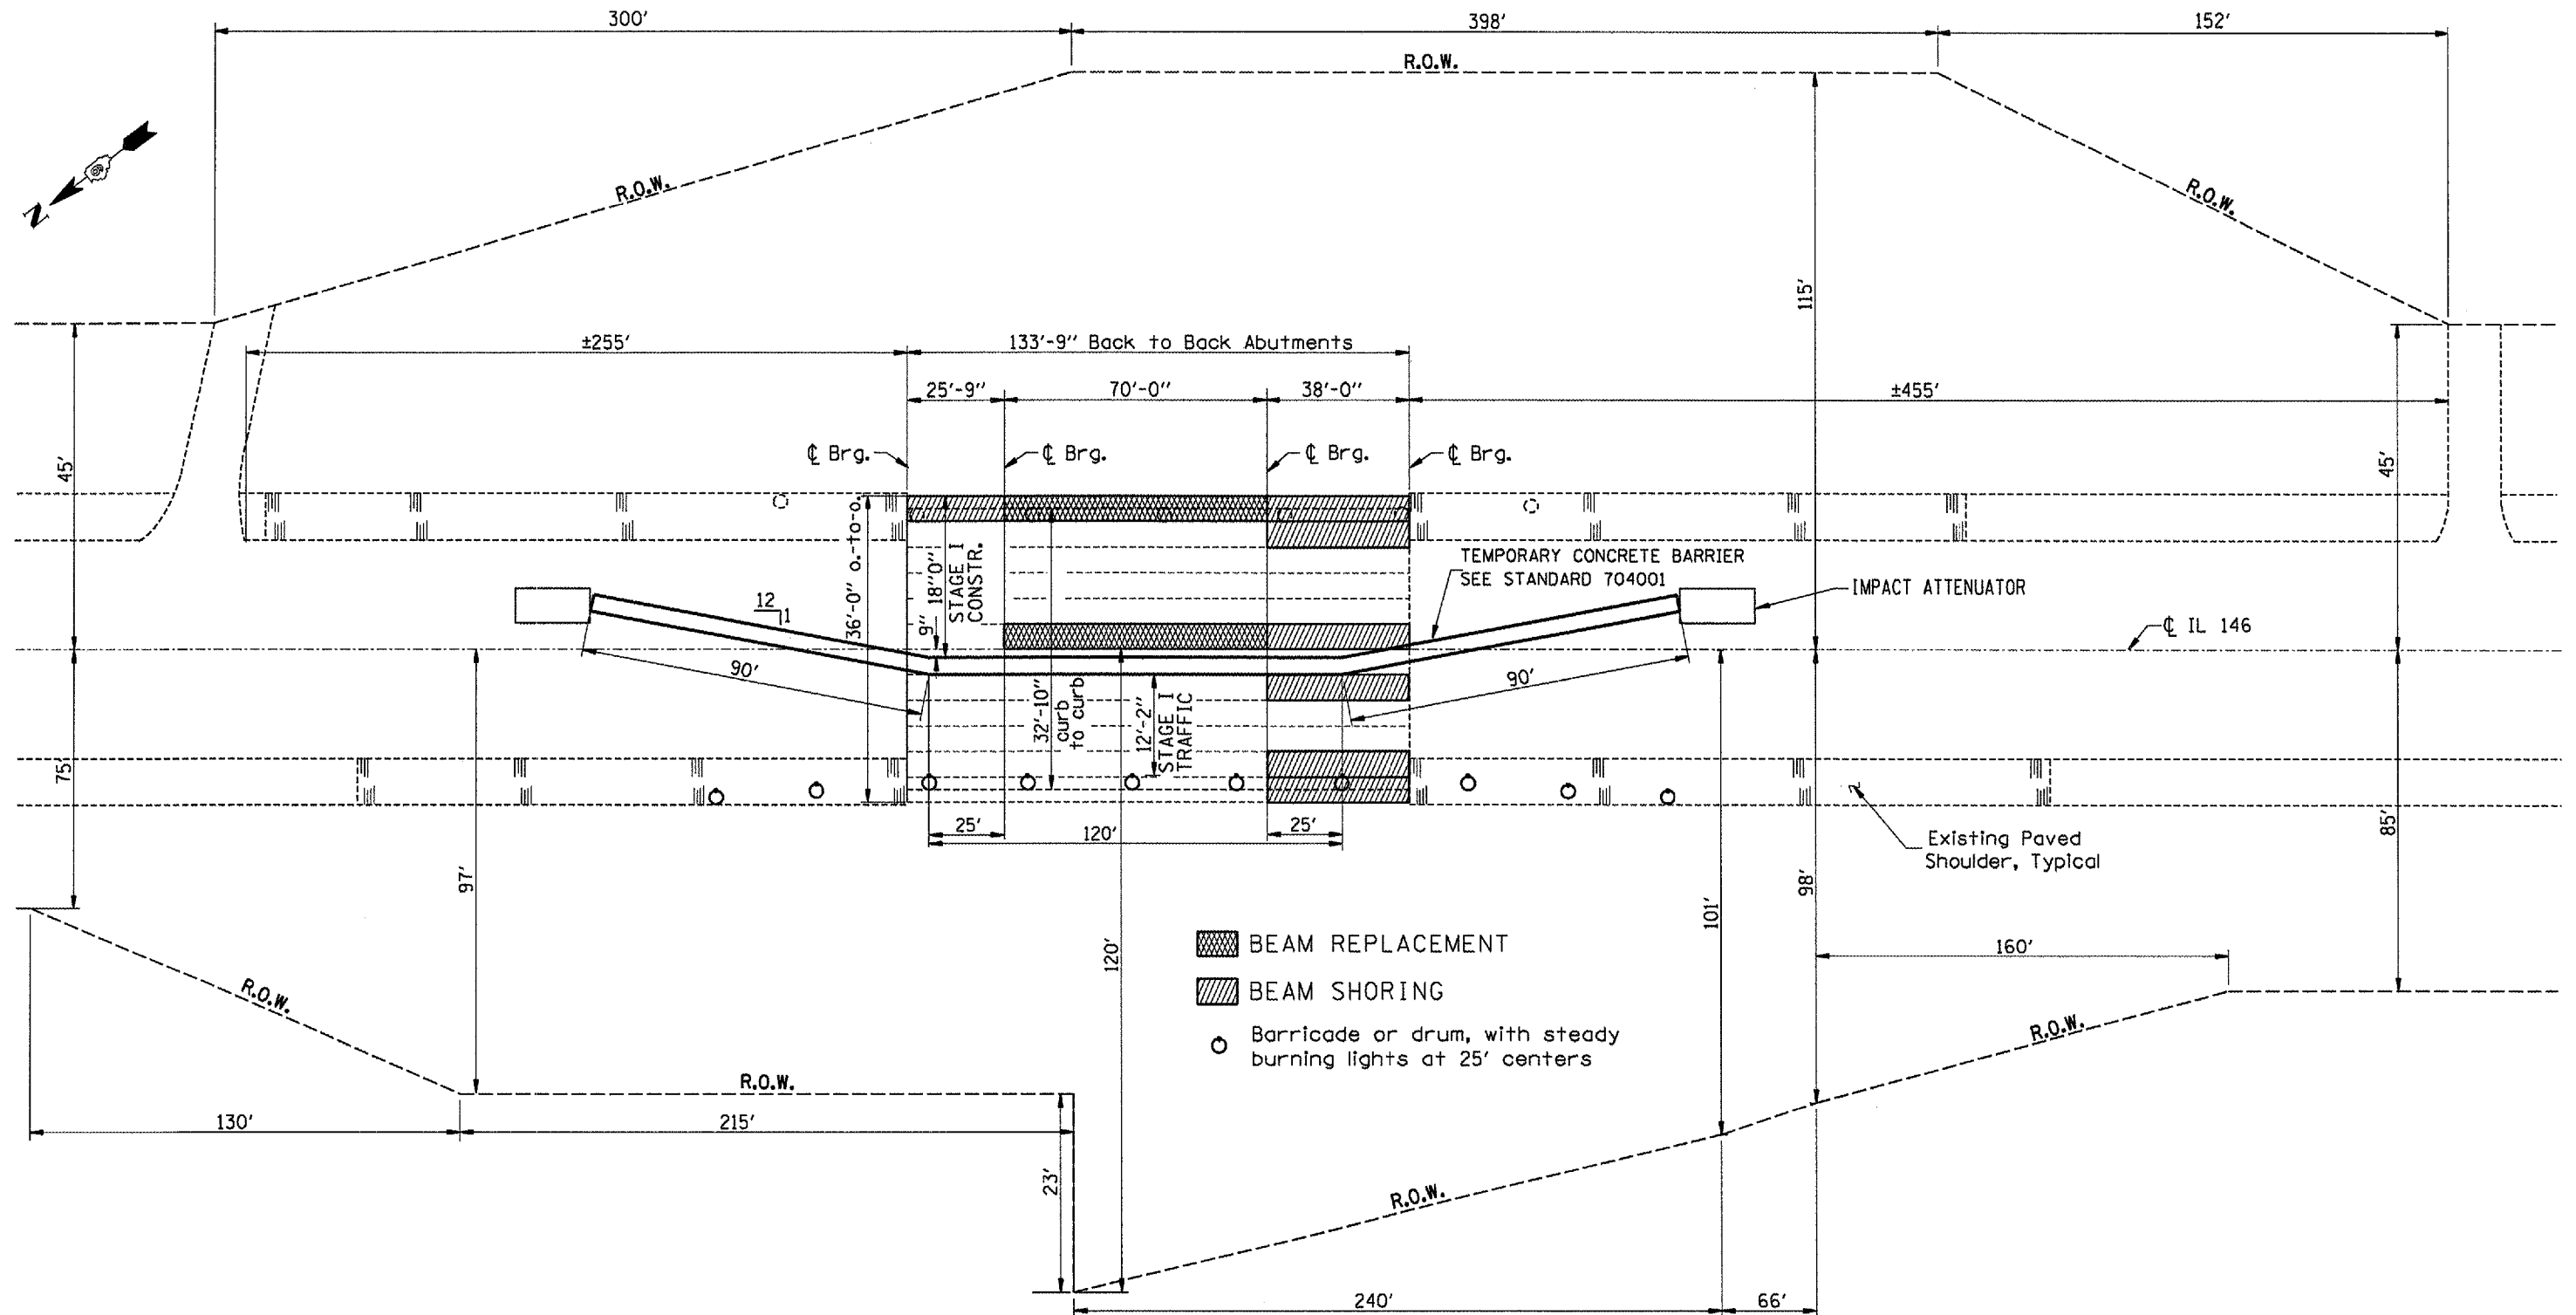 300'
398'
152'
R.O.W.
R.O.W.
R.O.W.
N
115'
±255'
133'-9" Back to Back Abutments
25'-9"
70'-0"
38'-0"
±455'
45'
45'
℄ Brg.
℄ Brg.
℄ Brg.
℄ Brg.
36'-0" o.-to-o.
9"
18"0"
STAGE I
CONSTR.
TEMPORARY CONCRETE BARRIER
SEE STANDARD 704001
IMPACT ATTENUATOR
12
1
℄ IL 146
90'
90'
32'-10"
curb
to curb
12'-2"
STAGE I
TRAFFIC
75'
25'
120'
25'
Existing Paved
Shoulder, Typical
85'
97'
120'
101'
98'
BEAM REPLACEMENT
BEAM SHORING
Barricade or drum, with steady
burning lights at 25' centers
160'
R.O.W.
R.O.W.
R.O.W.
R.O.W.
130'
215'
23'
240'
66'